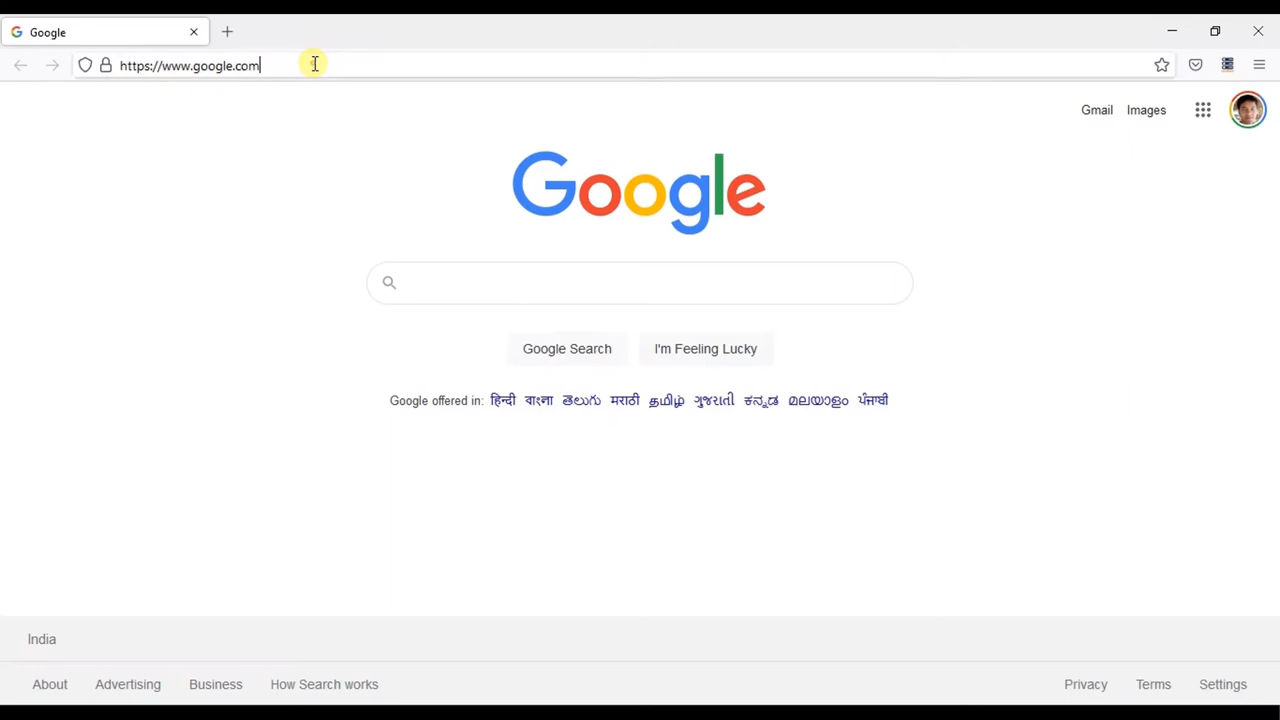 Google
https://www.google.com
Gmail Images
Google
Google Search I'm Feeling Lucky
Google offered in: हिन्दी বাংলা తెలుగు मराठी தமிழ் ગુજરાતી ಕನ್ನಡ മലയാളം ਪੰਜਾਬੀ
India
About Advertising Business How Search works Privacy Terms Settings